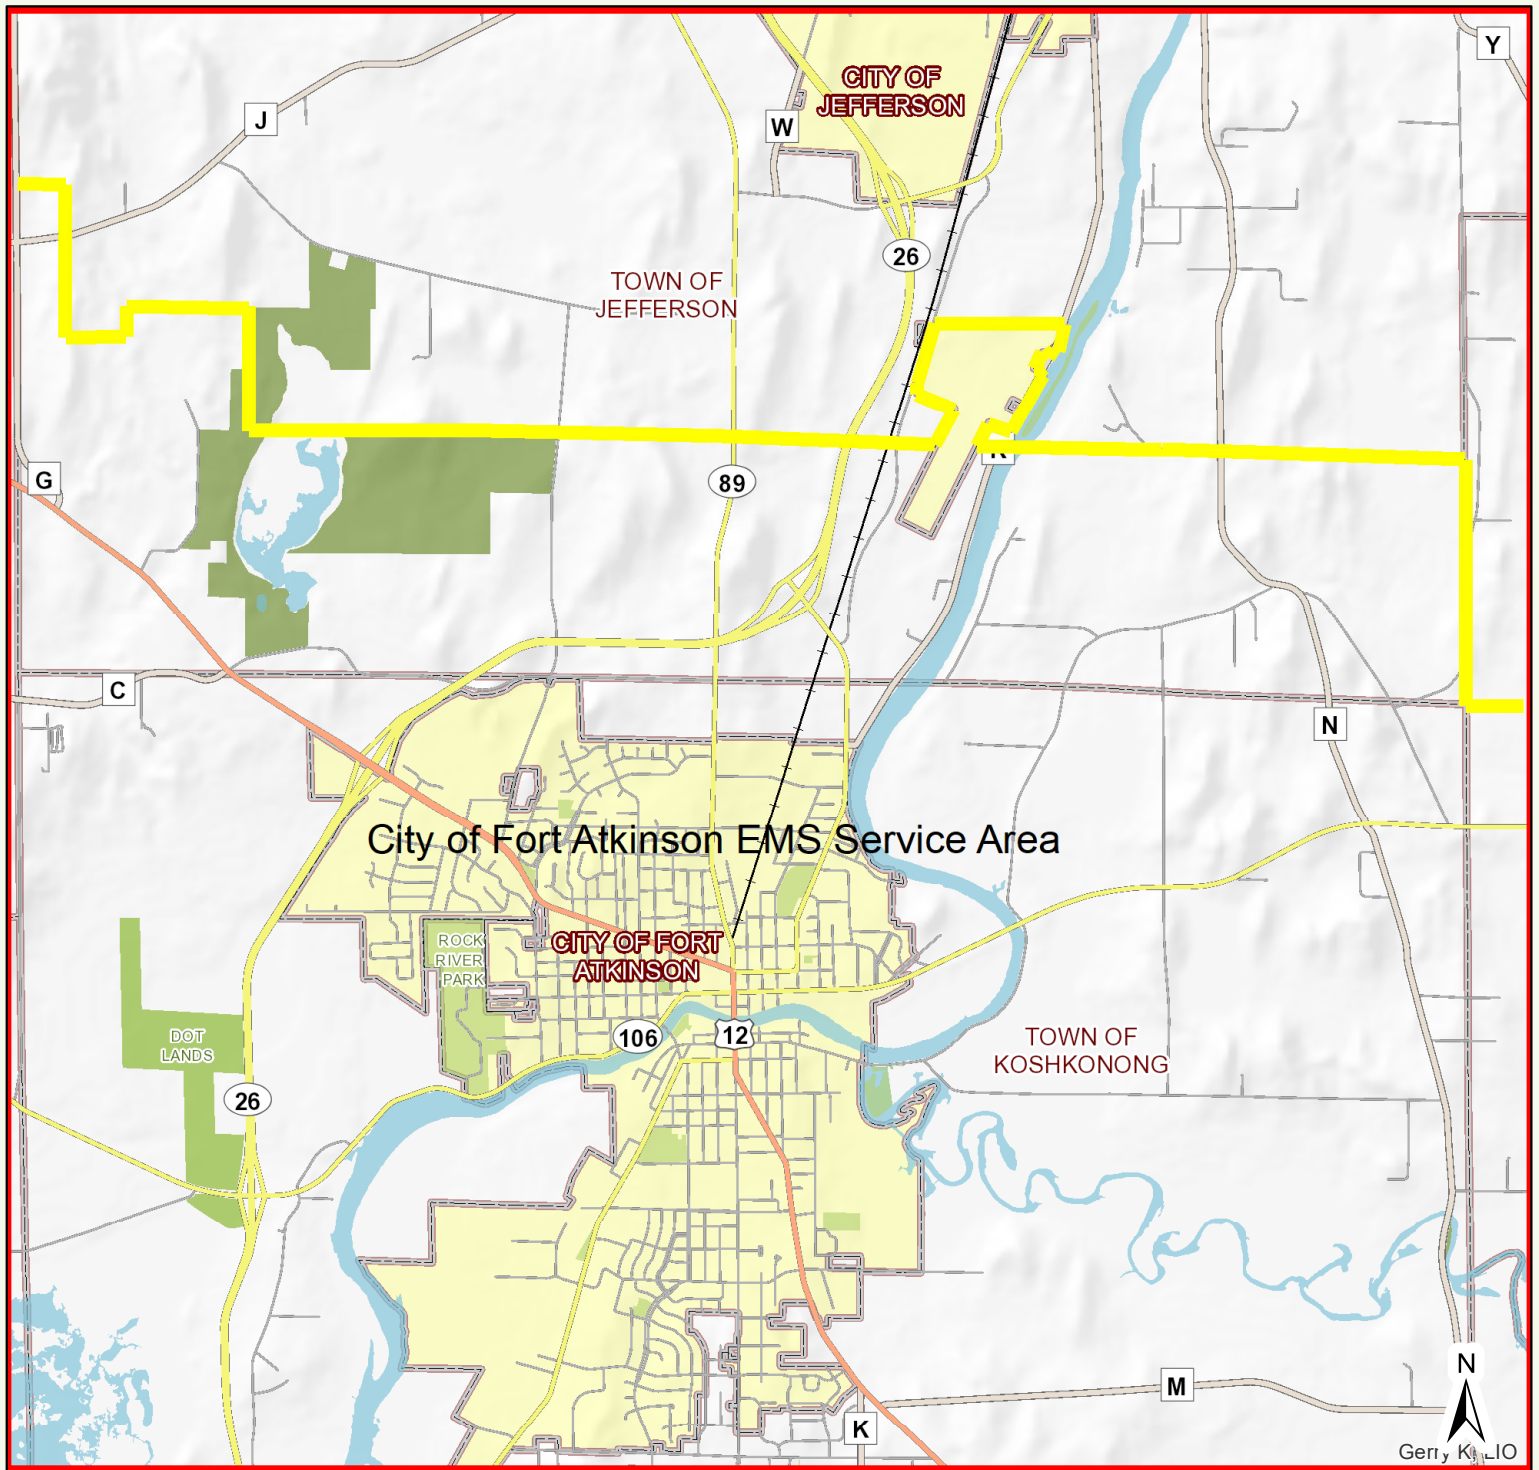 Y
CITY OF
JEFFERSON
J
W
26
TOWN OF
JEFFERSON
K
G
89
C
N
City of Fort Atkinson EMS Service Area
ROCK
RIVER
PARK
CITY OF FORT
ATKINSON
106
12
DOT
LANDS
TOWN OF
KOSHKONONG
26
N
M
K
Gerry